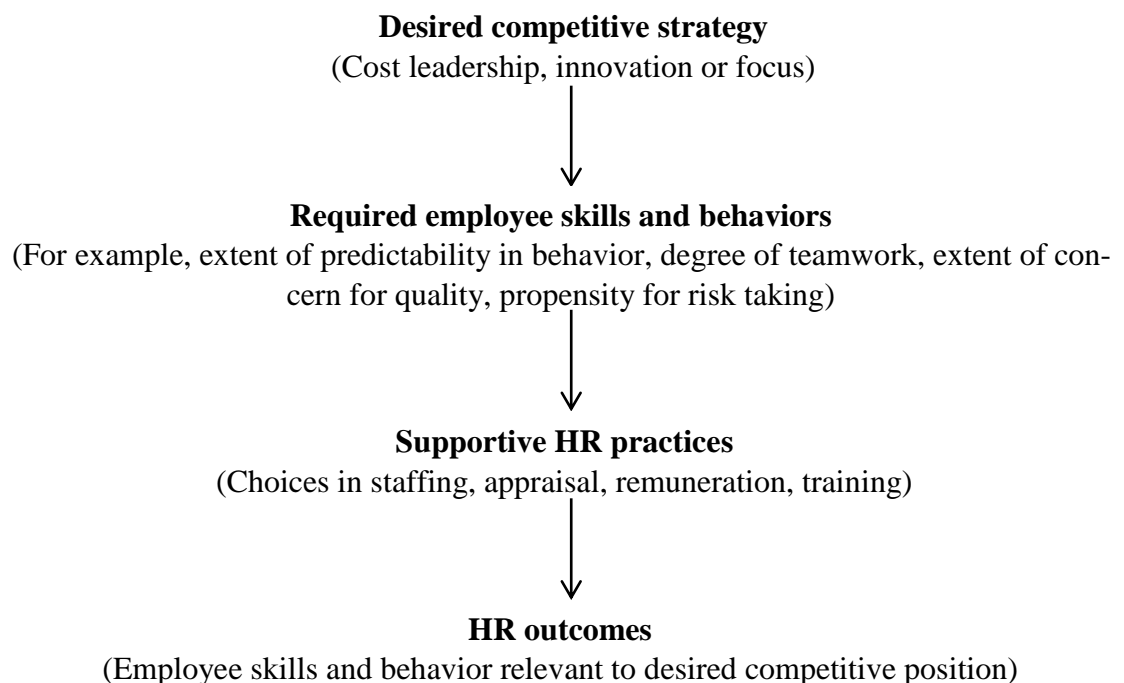 Desired competitive strategy
(Cost leadership, innovation or focus)
Required employee skills and behaviors
(For example, extent of predictability in behavior, degree of teamwork, extent of con-
cern for quality, propensity for risk taking)
Supportive HR practices
(Choices in staffing, appraisal, remuneration, training)
HR outcomes
(Employee skills and behavior relevant to desired competitive position)